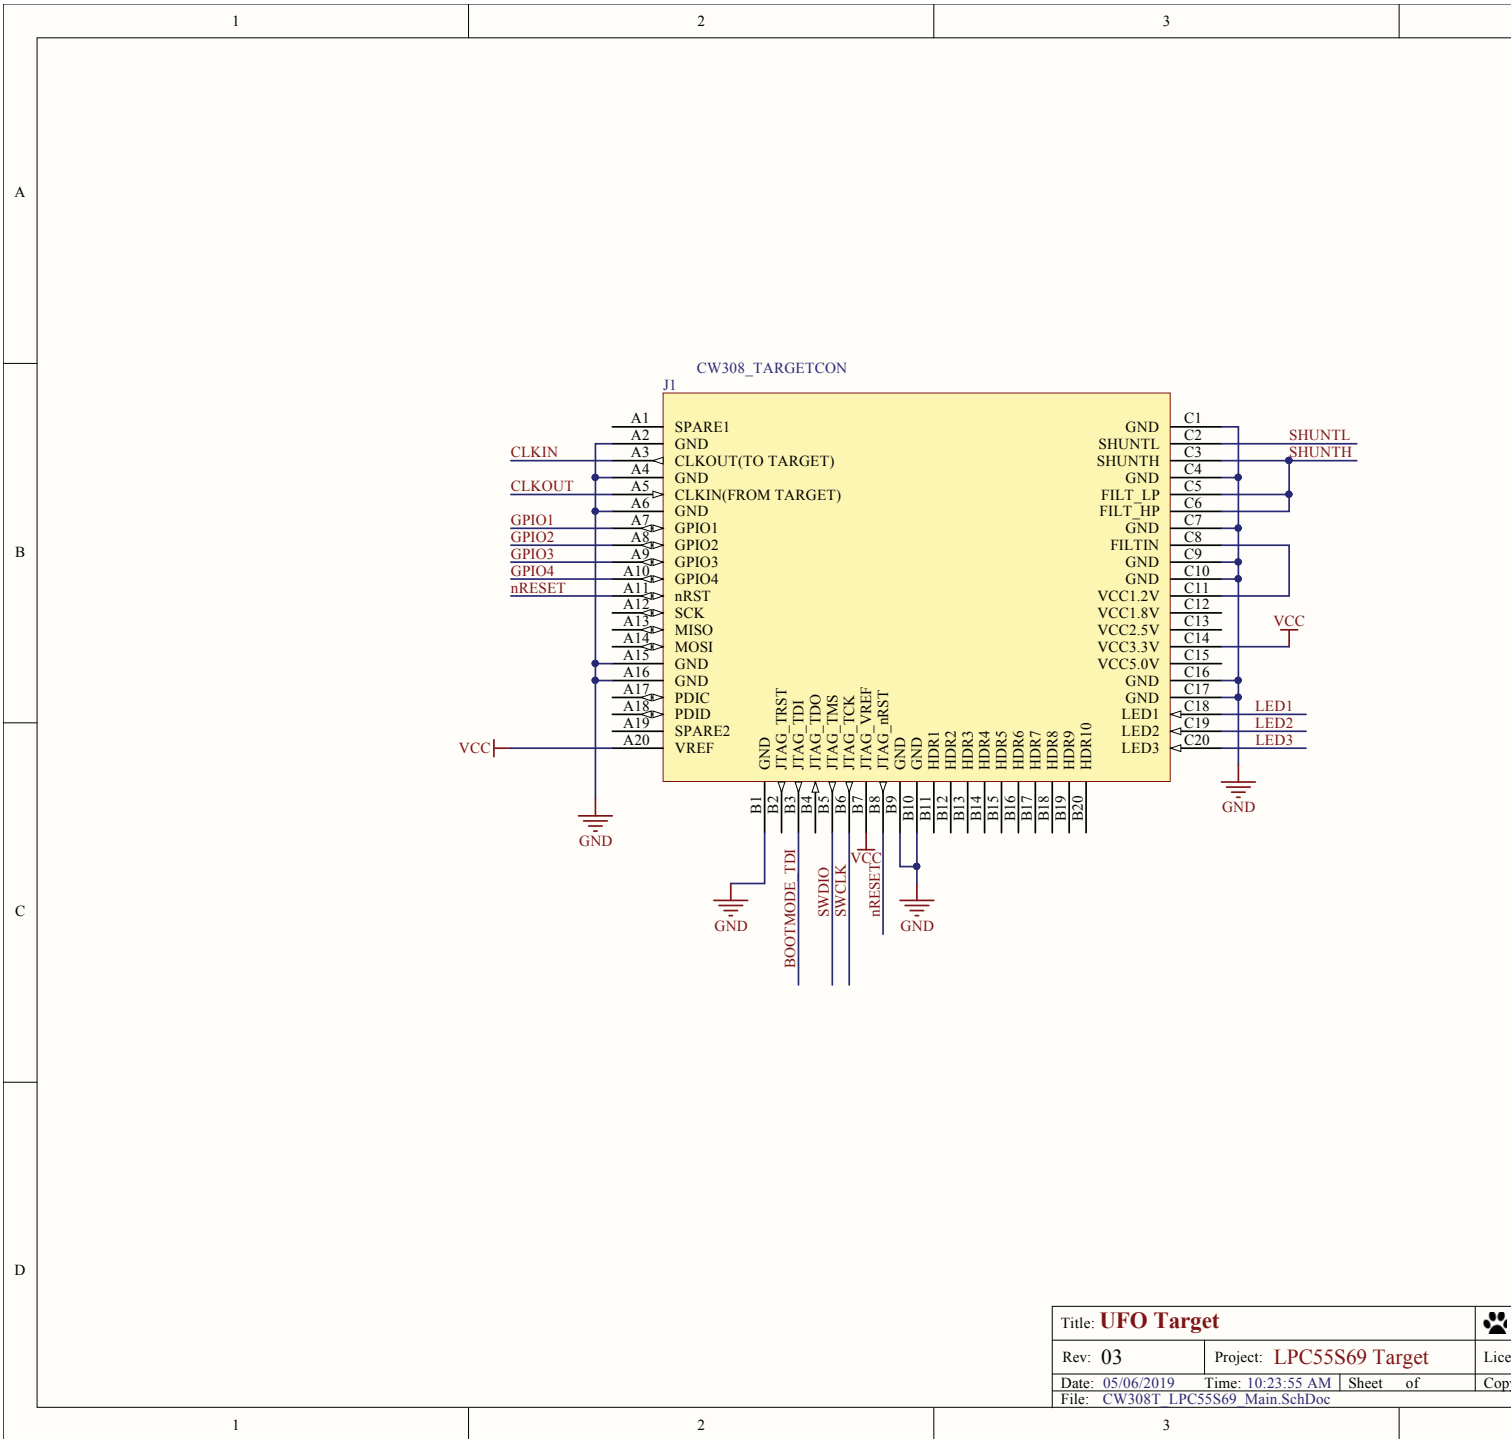 1 2 3
A
CW308_TARGETCON
J1
A1 SPARE1 GND C1
A2 GND SHUNTL C2 SHUNTL
CLKIN A3 CLKOUT(TO TARGET) SHUNTH C3 SHUNTH
A4 GND GND C4
CLKOUT A5 CLKIN(FROM TARGET) FILT_LP C5
A6 GND FILT_HP C6
GPIO1 A7 GPIO1 GND C7
GPIO2 A8 GPIO2 FILTIN C8
B
GPIO3 A9 GPIO3 GND C9
GPIO4 A10 GPIO4 GND C10
nRESET A11 nRST VCC1.2V C11
A12 SCK VCC1.8V C12
A13 MISO VCC2.5V C13 VCC
A14 MOSI VCC3.3V C14
A15 GND VCC5.0V C15
A16 GND GND C16
A17 PDIC GND C17
A18 PDID LED1 C18 LED1
A19 SPARE2 LED2 C19 LED2
VCC A20 VREF LED3 C20 LED3
GND JTAG_TRST JTAG_TDI JTAG_TDO JTAG_TMS JTAG_TCK JTAG_VREF JTAG_nRST GND GND HDR1 HDR2 HDR3 HDR4 HDR5 HDR6 HDR7 HDR8 HDR9 HDR10
B1 B2 B3 B4 B5 B6 B7 B8 B9 B10 B11 B12 B13 B14 B15 B16 B17 B18 B19 B20
GND
GND
BOOTMODE_TDI SWDIO SWCLK VCC nRESET
C
GND GND
D
Title: UFO Target
Rev: 03 Project: LPC55S69 Target Lice
Date: 05/06/2019 Time: 10:23:55 AM Sheet of Copy
File: CW308T_LPC55S69_Main.SchDoc
1 2 3